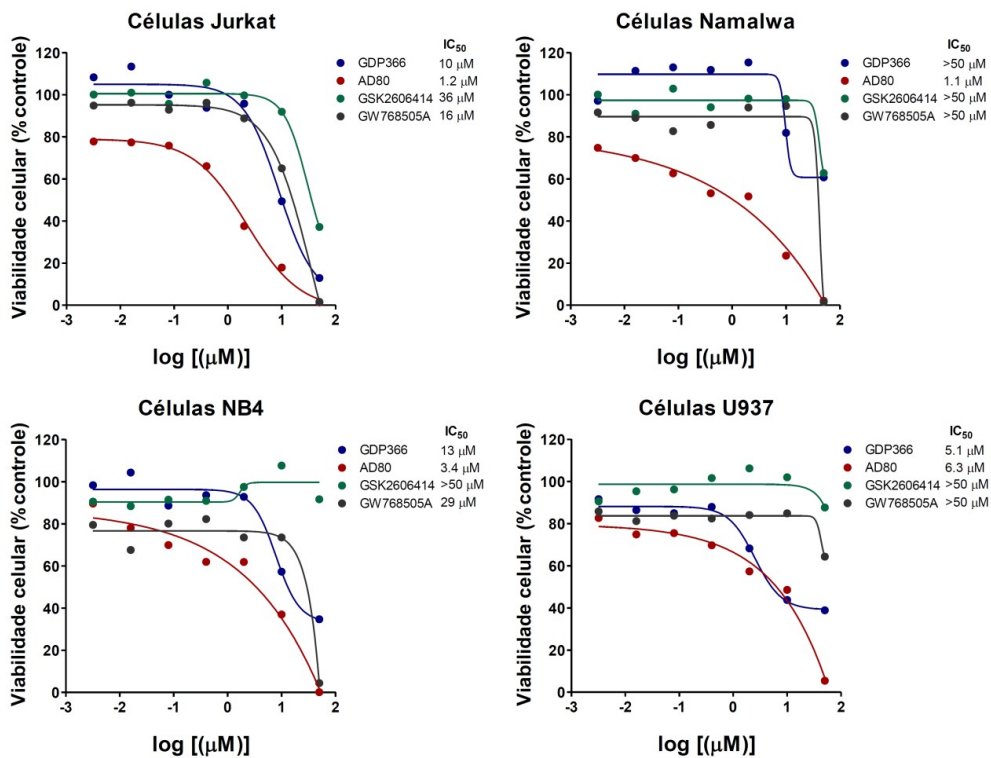 Células Jurkat
Viabilidade celular (% controle)
120
100
80
60
40
20
0
-3 -2 -1 0 1 2
log [(μM)]
IC50
GDP366 10 μM
AD80 1.2 μM
GSK2606414 36 μM
GW768505A 16 μM
Células Namalwa
Viabilidade celular (% controle)
120
100
80
60
40
20
0
-3 -2 -1 0 1 2
log [(μM)]
IC50
GDP366 >50 μM
AD80 1.1 μM
GSK2606414 >50 μM
GW768505A >50 μM
Células NB4
Viabilidade celular (% controle)
120
100
80
60
40
20
0
-3 -2 -1 0 1 2
log [(μM)]
IC50
GDP366 13 μM
AD80 3.4 μM
GSK2606414 >50 μM
GW768505A 29 μM
Células U937
Viabilidade celular (% controle)
120
100
80
60
40
20
0
-3 -2 -1 0 1 2
log [(μM)]
IC50
GDP366 5.1 μM
AD80 6.3 μM
GSK2606414 >50 μM
GW768505A >50 μM